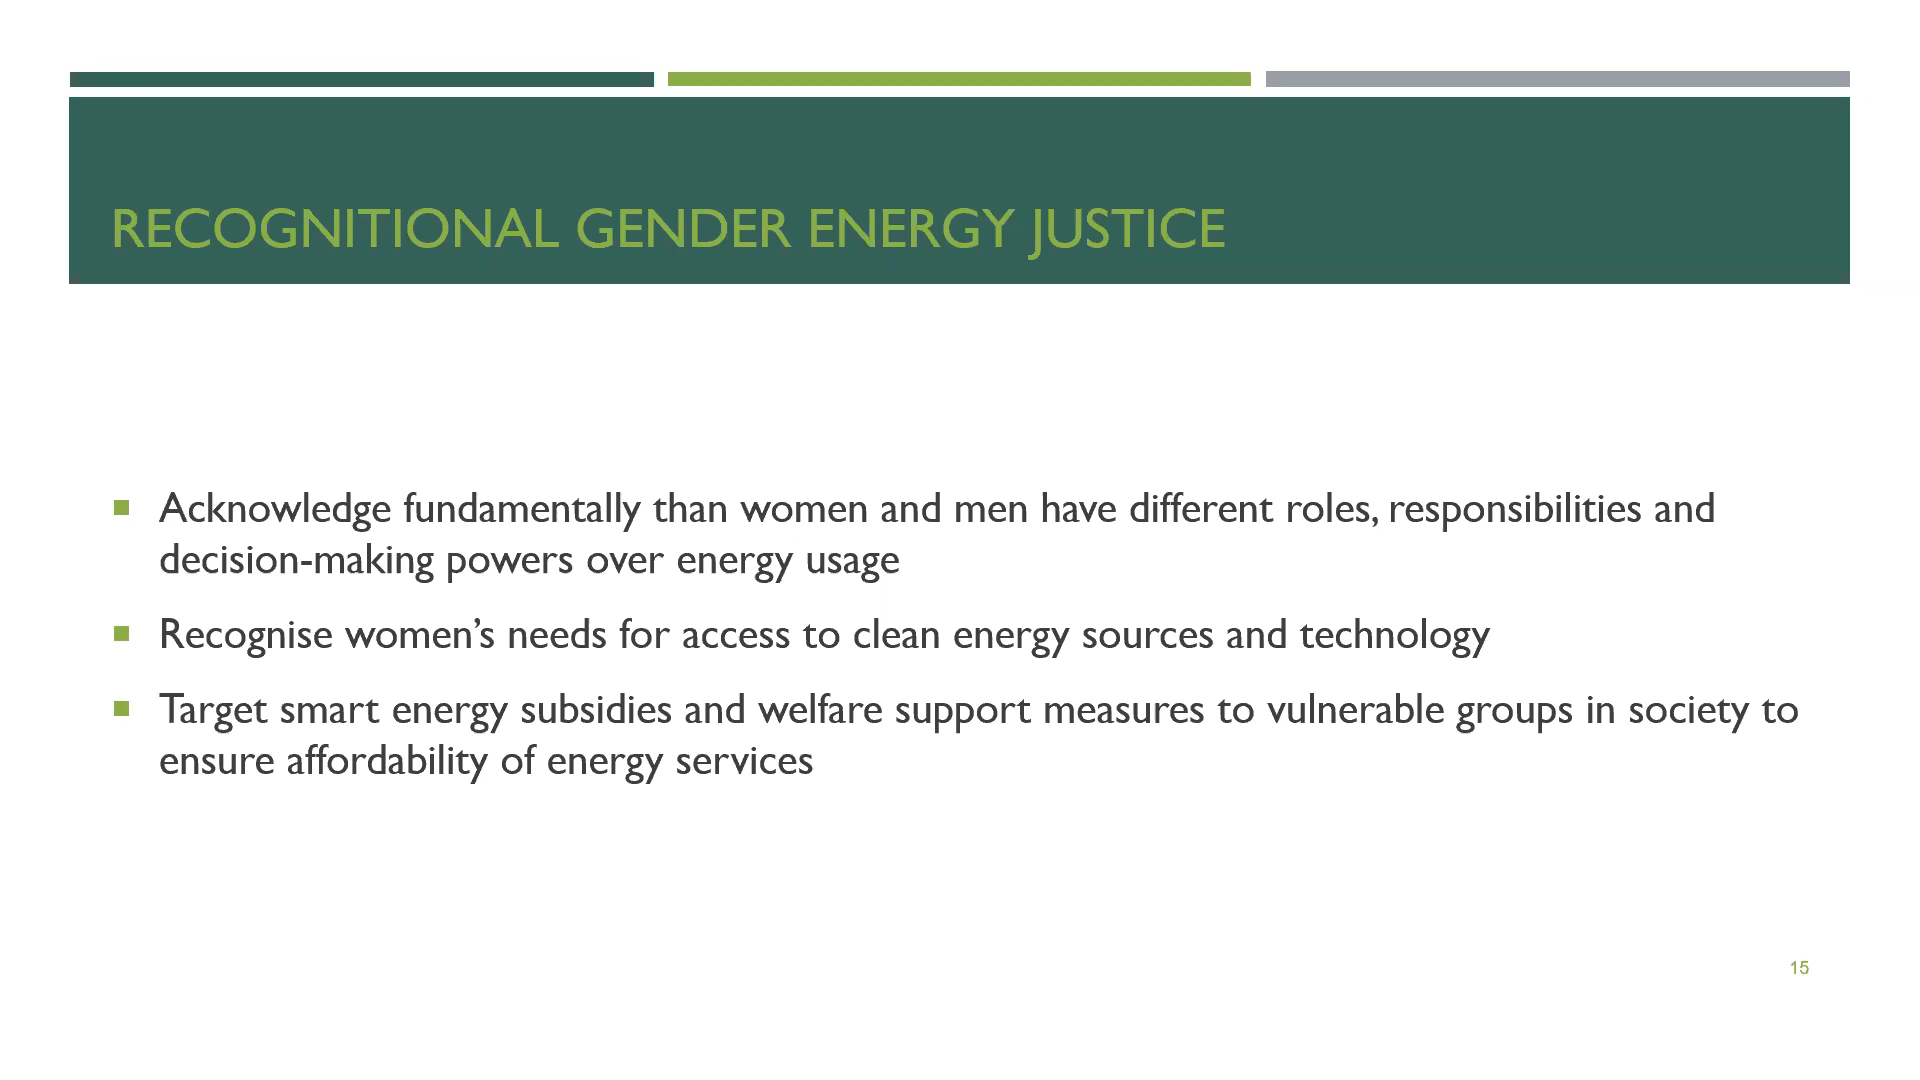 RECOGNITIONAL GENDER ENERGY JUSTICE
Acknowledge fundamentally than women and men have different roles, responsibilities and
decision-making powers over energy usage
Recognise women’s needs for access to clean energy sources and technology
Target smart energy subsidies and welfare support measures to vulnerable groups in society to
ensure affordability of energy services
15